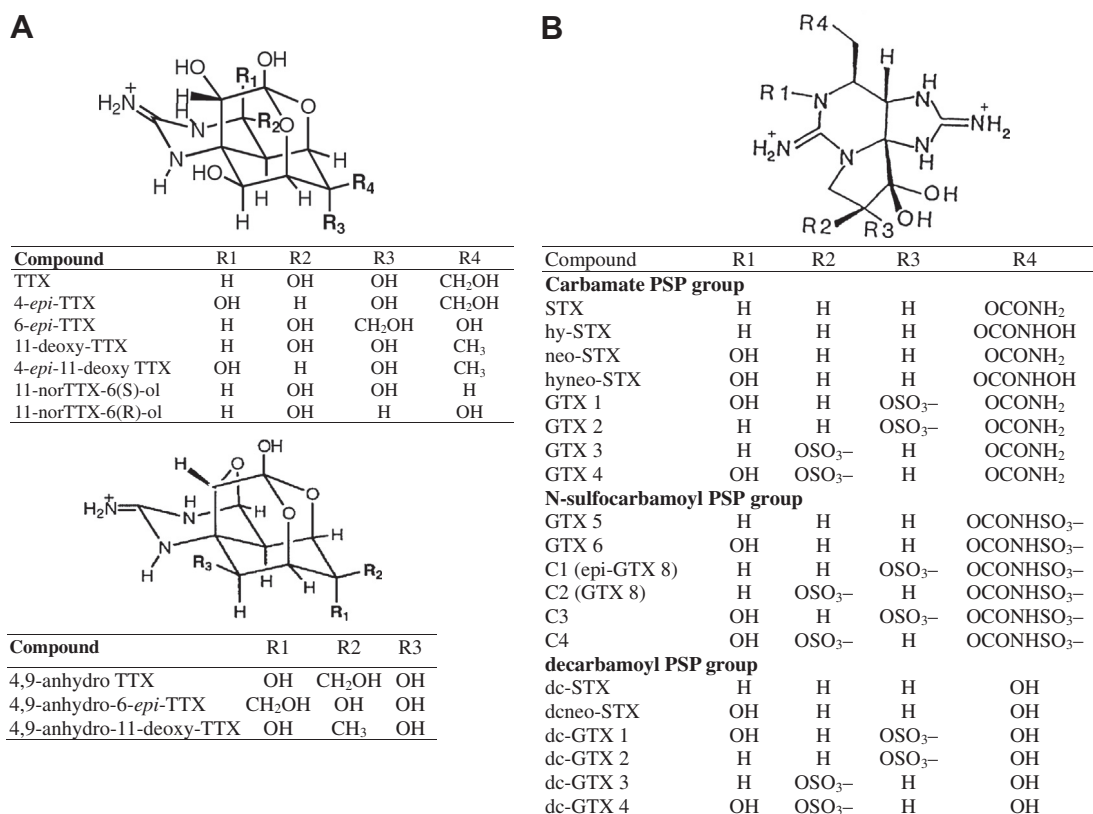 A
HO OH
R1
H2N+
H
H
N
R2
O
O
N
H
HO
H
H
H
H
R4
R3
Compound R1 R2 R3 R4
TTX H OH OH CH2OH
4-epi-TTX OH H OH CH2OH
6-epi-TTX H OH CH2OH OH
11-deoxy-TTX H OH OH CH3
4-epi-11-deoxy TTX OH H OH CH3
11-norTTX-6(S)-ol H OH OH H
11-norTTX-6(R)-ol H OH H OH
OH
H O
O
H2N+
N
H
H
O
N
H
R3
H
H
H
H
R2
R1
Compound R1 R2 R3
4,9-anhydro TTX OH CH2OH OH
4,9-anhydro-6-epi-TTX CH2OH OH OH
4,9-anhydro-11-deoxy-TTX OH CH3 OH
B
R4
H
H
R1 N N
+NH2
H2N+
N N
H
OH
OH
R2 R3
Compound R1 R2 R3 R4
Carbamate PSP group
STX H H H OCONH2
hy-STX H H H OCONHOH
neo-STX OH H H OCONH2
hyneo-STX OH H H OCONHOH
GTX 1 OH H OSO3– OCONH2
GTX 2 H H OSO3– OCONH2
GTX 3 H OSO3– H OCONH2
GTX 4 OH OSO3– H OCONH2
N-sulfocarbamoyl PSP group
GTX 5 H H H OCONHSO3–
GTX 6 OH H H OCONHSO3–
C1 (epi-GTX 8) H H OSO3– OCONHSO3–
C2 (GTX 8) H OSO3– H OCONHSO3–
C3 OH H OSO3– OCONHSO3–
C4 OH OSO3– H OCONHSO3–
decarbamoyl PSP group
dc-STX H H H OH
dcneo-STX OH H H OH
dc-GTX 1 OH H OSO3– OH
dc-GTX 2 H H OSO3– OH
dc-GTX 3 H OSO3– H OH
dc-GTX 4 OH OSO3– H OH